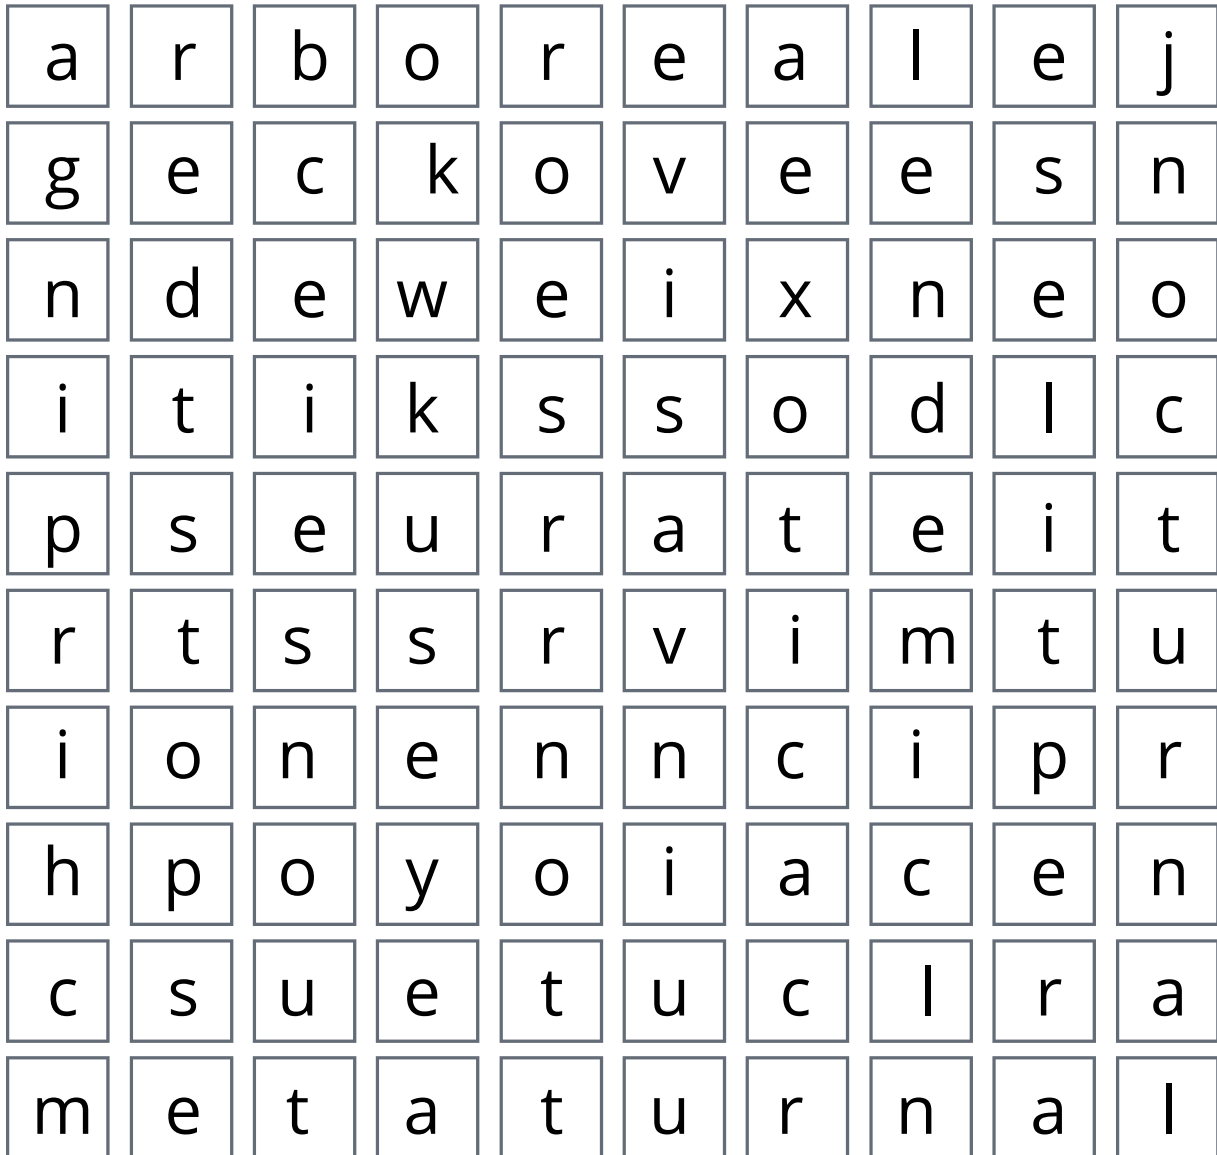 a r b o r e a l e j
g e c k o v e e s n
n d e w e i x n e o
i t i k s s o d l c
p s e u r a t e i t
r t s s r v i m t u
i o n e n n c i p r
h p o y o i a c e n
c s u e t u c l r a
m e t a t u r n a l